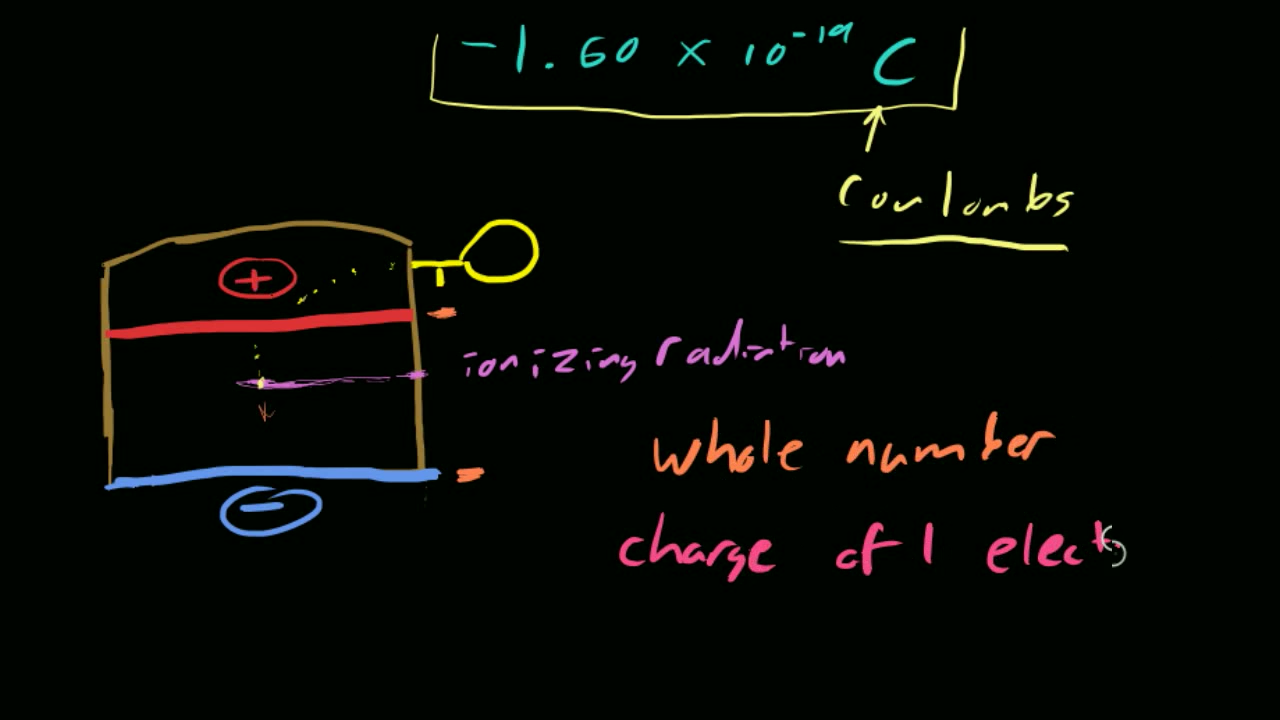 -1.60 x 10-19 C
Coulombs
+
ionizing radiation
whole number
-
charge of 1 elect